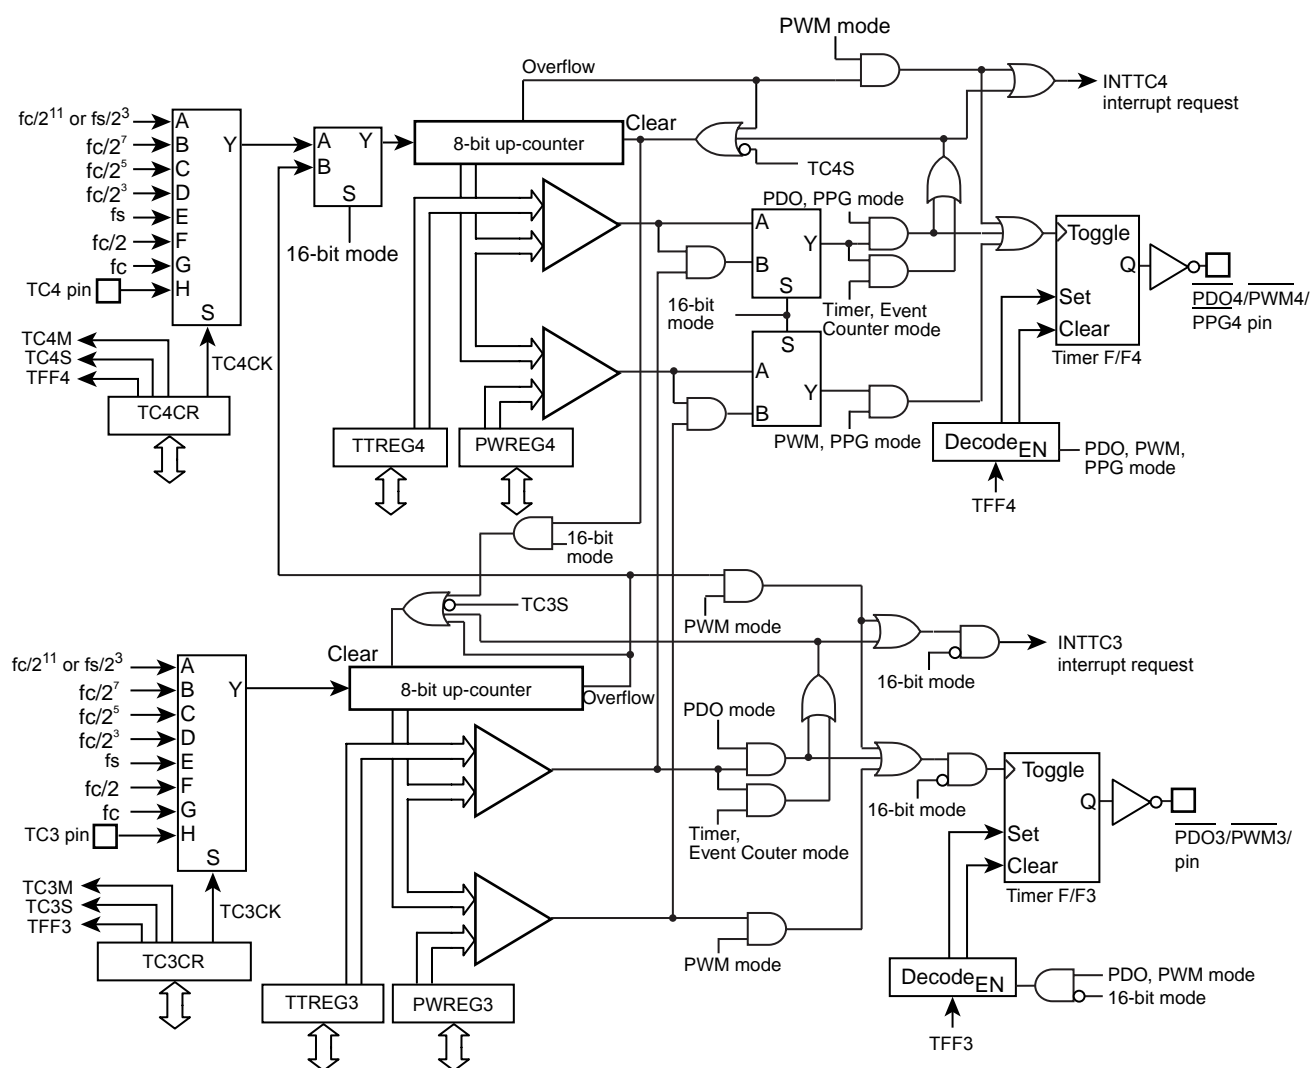 PWM mode
Overflow
INTTC4
interrupt request
fc/2¹¹ or fs/2³
fc/2⁷
fc/2⁵
fc/2³
fs
fc/2
fc
TC4 pin
A
B
C
D
E
F
G
H
Y
S
A
B
Y
S
16-bit mode
8-bit up-counter
Clear
TC4S
PDO, PPG mode
A
B
Y
S
16-bit
mode
Timer, Event
Counter mode
S
A
B
Y
PWM, PPG mode
Toggle
Q
Set
Clear
Timer F/F4
PDO4/PWM4/
PPG4 pin
TC4M
TC4S
TFF4
TC4CK
TC4CR
TTREG4
PWREG4
Decode EN
PDO, PWM,
PPG mode
TFF4
16-bit
mode
TC3S
PWM mode
INTTC3
interrupt request
16-bit mode
fc/2¹¹ or fs/2³
fc/2⁷
fc/2⁵
fc/2³
fs
fc/2
fc
TC3 pin
A
B
C
D
E
F
G
H
Y
S
Clear
8-bit up-counter
Overflow
PDO mode
Timer,
Event Couter mode
16-bit mode
Toggle
Q
Set
Clear
Timer F/F3
PDO3/PWM3/
pin
TC3M
TC3S
TFF3
TC3CK
TC3CR
TTREG3
PWREG3
PWM mode
Decode EN
PDO, PWM mode
16-bit mode
TFF3